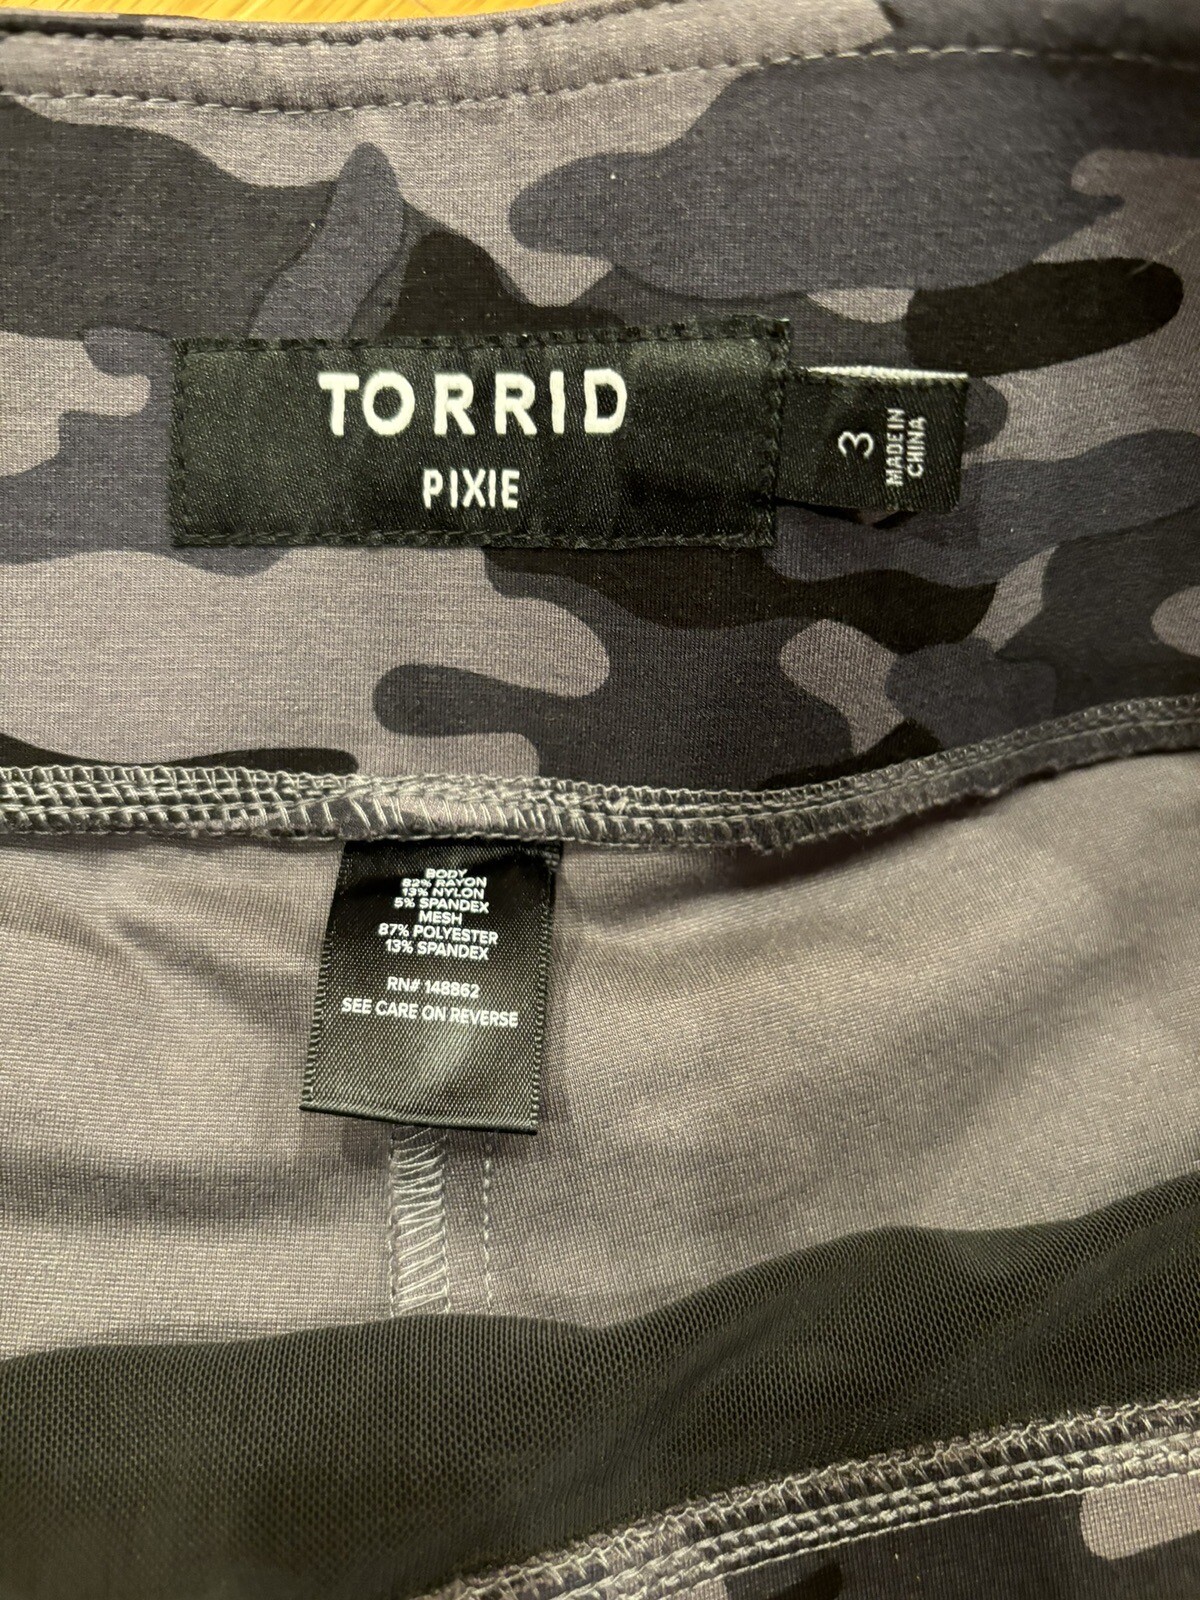 TORRID
PIXIE
3
MADE IN
CHINA
BODY
82% RAYON
13% NYLON
5% SPANDEX
MESH
87% POLYESTER
13% SPANDEX
RN# 148862
SEE CARE ON REVERSE